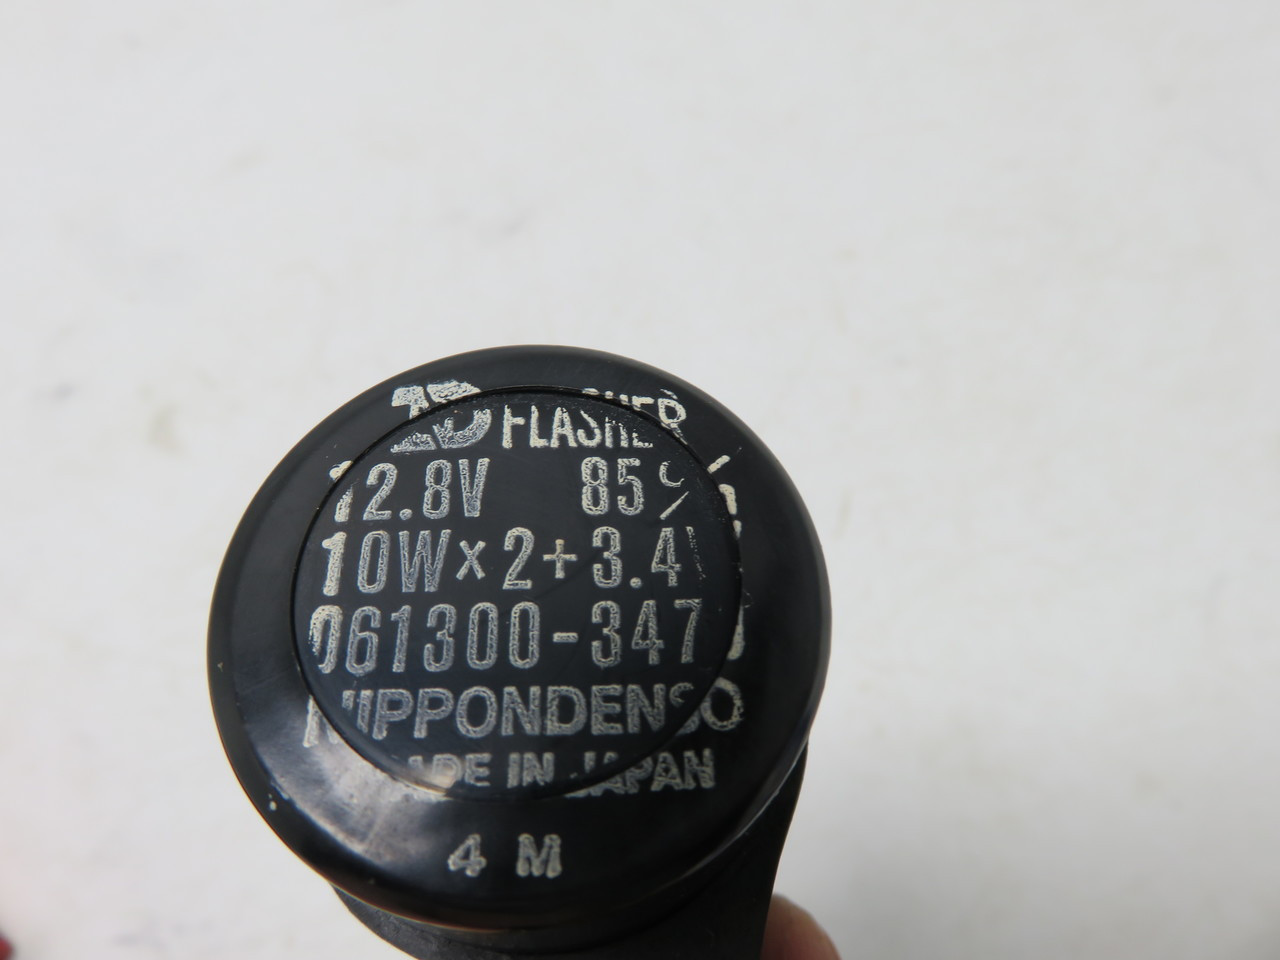 FLASHER
12.8V 85
10W×2+3.4
061300-347
NIPPONDENSO
MADE IN JAPAN
4 M